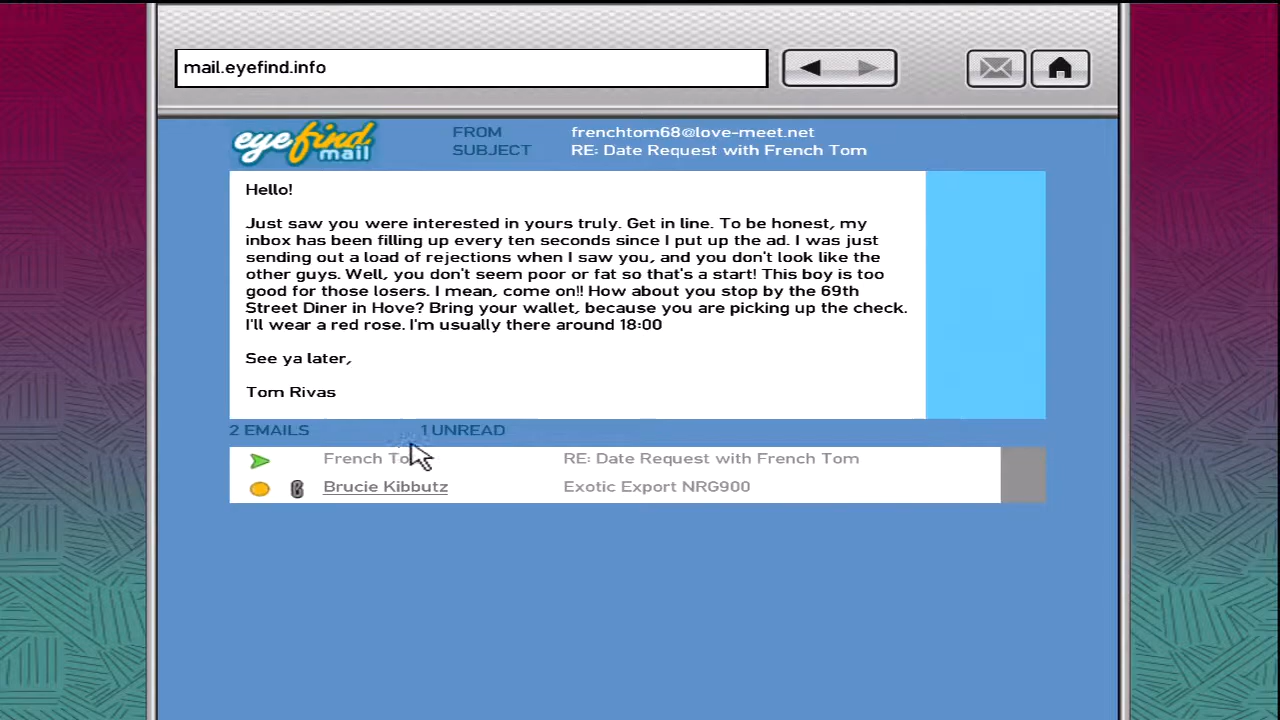 mail.eyefind.info
eyefind mail
FROM frenchtom68@love-meet.net
SUBJECT RE: Date Request with French Tom
Hello!
Just saw you were interested in yours truly. Get in line. To be honest, my
inbox has been filling up every ten seconds since I put up the ad. I was just
sending out a load of rejections when I saw you, and you don't look like the
other guys. Well, you don't seem poor or fat so that's a start! This boy is too
good for those losers. I mean, come on!! How about you stop by the 69th
Street Diner in Hove? Bring your wallet, because you are picking up the check.
I'll wear a red rose. I'm usually there around 18:00
See ya later,
Tom Rivas
2 EMAILS 1 UNREAD
French To RE: Date Request with French Tom
Brucie Kibbutz Exotic Export NRG900